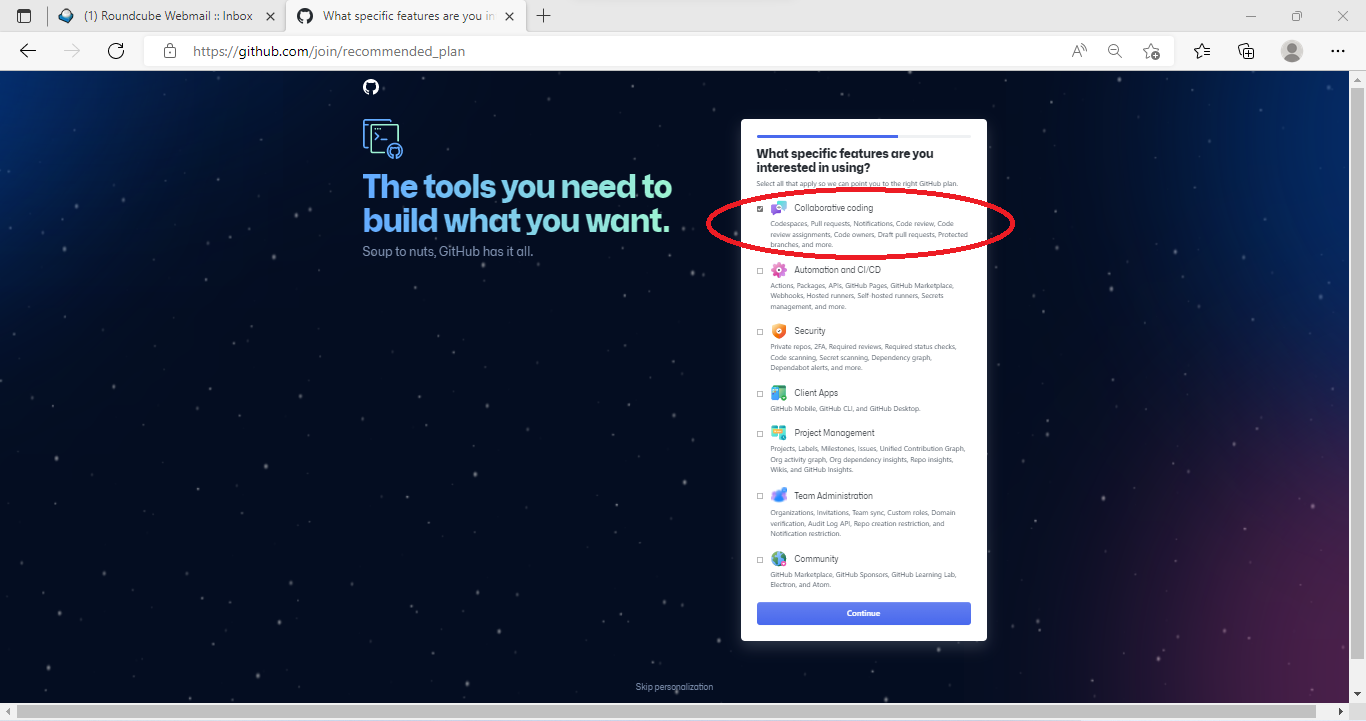 (1) Roundcube Webmail :: Inbox
What specific features are you in
https://github.com/join/recommended_plan
The tools you need to
build what you want.
Soup to nuts, GitHub has it all.
What specific features are you
interested in using?
Select all that apply so we can point you to the right GitHub plan.
Collaborative coding
Codespaces, Pull requests, Notifications, Code review, Code
review assignments, Code owners, Draft pull requests, Protected
branches, and more.
Automation and CI/CD
Actions, Packages, APIs, GitHub Pages, GitHub Marketplace,
Webhooks, Hosted runners, Self-hosted runners, Secrets
management, and more.
Security
Private repos, 2FA, Required reviews, Required status checks,
Code scanning, Secret scanning, Dependency graph,
Dependabot alerts, and more.
Client Apps
GitHub Mobile, GitHub CLI, and GitHub Desktop.
Project Management
Projects, Labels, Milestones, Issues, Unified Contribution Graph,
Org activity graph, Org dependency insights, Repo insights,
Wikis, and GitHub Insights.
Team Administration
Organizations, Invitations, Team sync, Custom roles, Domain
verification, Audit Log API, Repo creation restriction, and
Notification restriction.
Community
GitHub Marketplace, GitHub Sponsors, GitHub Learning Lab,
Electron, and Atom.
Continue
Skip personalization